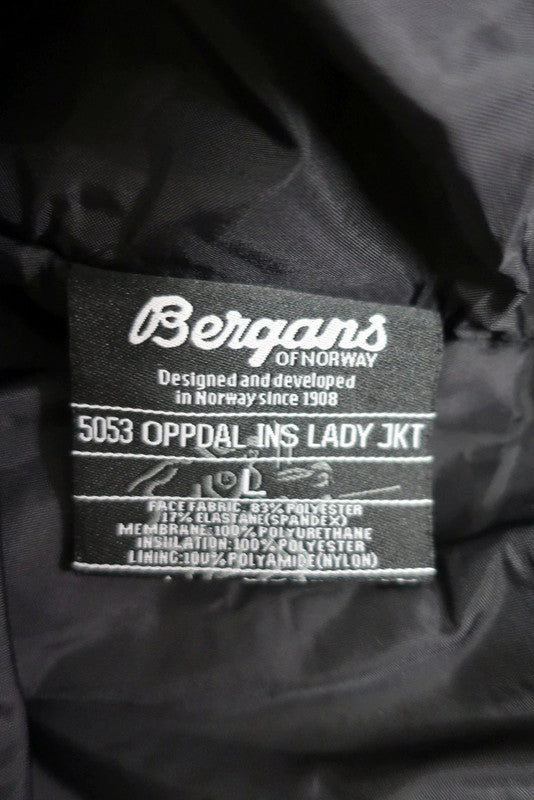 Bergans
OF NORWAY
Designed and developed
in Norway since 1908
5053 OPPDAL INS LADY JKT
L
FACE FABRIC: 83% POLYESTER
17% ELASTANE(SPANDEX)
MEMBRANE: 100% POLYURETHANE
INSULATION: 100% POLYESTER
LINING:100%POLYAMIDE(NYLON)